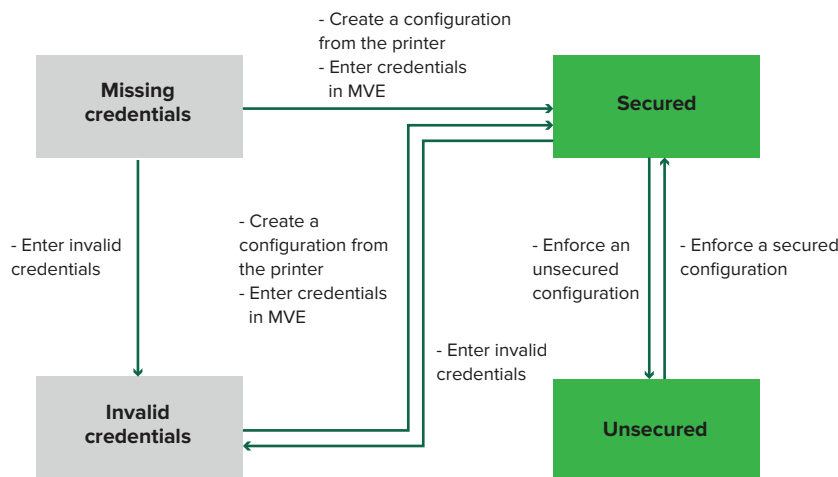 - Create a configuration
from the printer
- Enter credentials
in MVE
Missing
credentials
Secured
- Enter invalid
credentials
- Create a
configuration from
the printer
- Enter credentials
in MVE
- Enforce an
unsecured
configuration
- Enforce a secured
configuration
- Enter invalid
credentials
Invalid
credentials
Unsecured